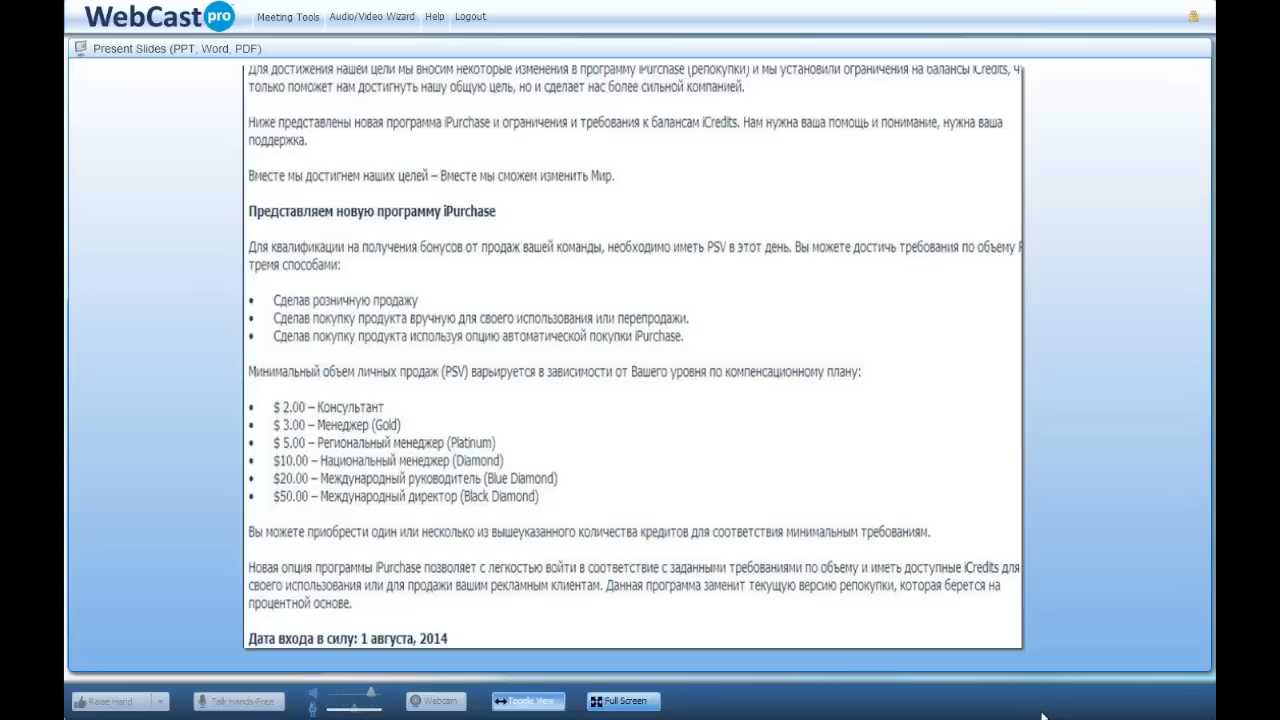 WebCast pro Meeting Tools Audio/Video Wizard Help Logout
Present Slides (PPT, Word, PDF)
Для достижения нашей цели мы вносим некоторые изменения в программу iPurchase (репокупки) и мы установили ограничения на балансы iCredits, ч
только поможет нам достигнуть нашу общую цель, но и сделает нас более сильной компанией.
Ниже представлены новая программа iPurchase и ограничения и требования к балансам iCredits. Нам нужна ваша помощь и понимание, нужна ваша
поддержка.
Вместе мы достигнем наших целей – Вместе мы сможем изменить Мир.
Представляем новую программу iPurchase
Для квалификации на получения бонусов от продаж вашей команды, необходимо иметь PSV в этот день. Вы можете достичь требования по объему P
тремя способами:
• Сделав розничную продажу
• Сделав покупку продукта вручную для своего использования или перепродажи.
• Сделав покупку продукта используя опцию автоматической покупки iPurchase.
Минимальный объем личных продаж (PSV) варьируется в зависимости от Вашего уровня по компенсационному плану:
• $ 2.00 – Консультант
• $ 3.00 – Менеджер (Gold)
• $ 5.00 – Региональный менеджер (Platinum)
• $10.00 – Национальный менеджер (Diamond)
• $20.00 – Международный руководитель (Blue Diamond)
• $50.00 – Международный директор (Black Diamond)
Вы можете приобрести один или несколько из вышеуказанного количества кредитов для соответствия минимальным требованиям.
Новая опция программы iPurchase позволяет с легкостью войти в соответствие с заданными требованиями по объему и иметь доступные iCredits для
своего использования или для продажи вашим рекламным клиентам. Данная программа заменит текущую версию репокупки, которая берется на
процентной основе.
Дата входа в силу: 1 августа, 2014
Raise Hand Talk Hands-Free Webcam Toggle View Full Screen